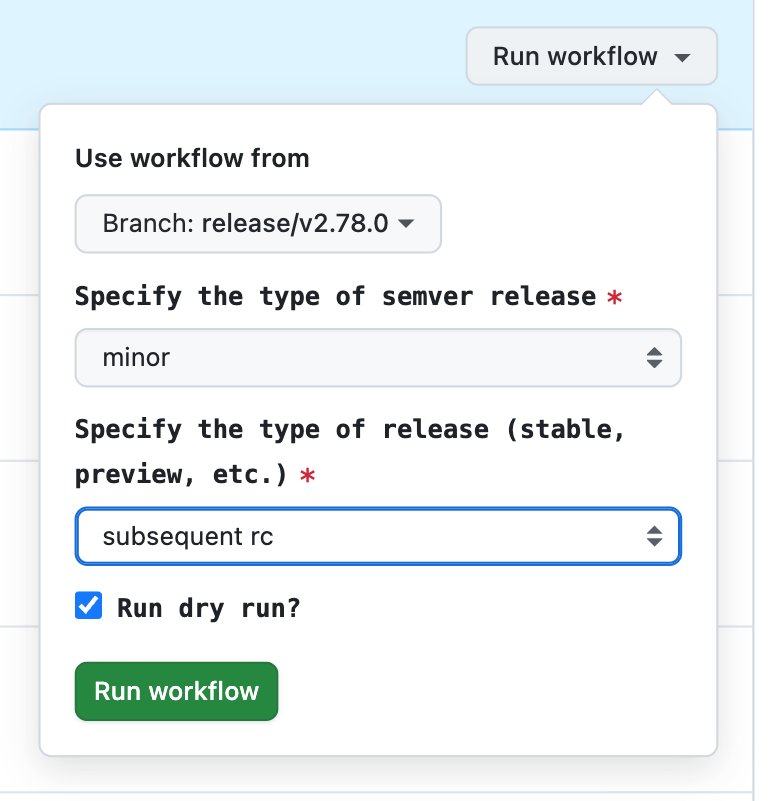 Run workflow
Use workflow from
Branch: release/v2.78.0
Specify the type of semver release *
minor
Specify the type of release (stable,
preview, etc.) *
subsequent rc
Run dry run?
Run workflow